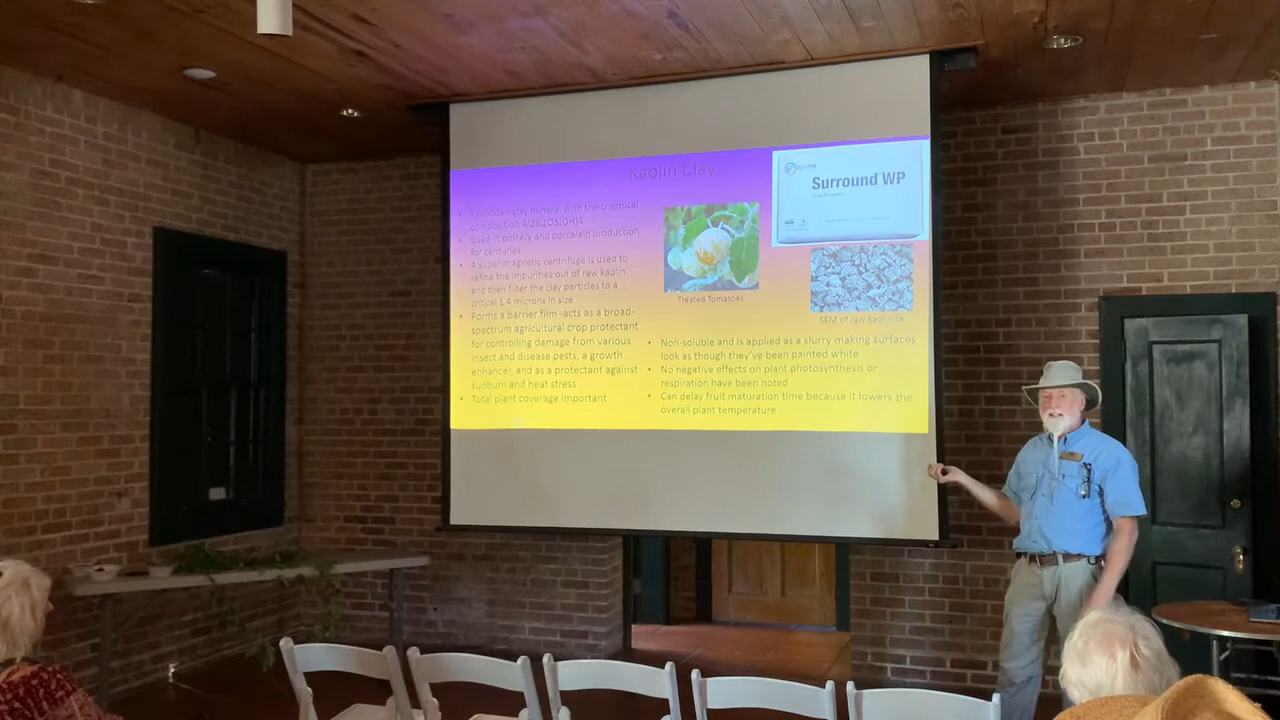 Kaolin Clay
• Kaolinite - clay mineral with the chemical
composition Al2Si2O5(OH)4
• Used in pottery and porcelain production
for centuries
• A super-magnetic centrifuge is used to
refine the impurities out of raw kaolin
and then filter the clay particles to a
critical 1.4 microns in size
• Forms a barrier film -acts as a broad-
spectrum agricultural crop protectant
for controlling damage from various
insect and disease pests, a growth
enhancer, and as a protectant against
sunburn and heat stress
• Total plant coverage important
Treated Tomatoes
Surround WP
SEM of raw kaolinite
• Non-soluble and is applied as a slurry making surfaces
look as though they've been painted white
• No negative effects on plant photosynthesis or
respiration have been noted
• Can delay fruit maturation time because it lowers the
overall plant temperature